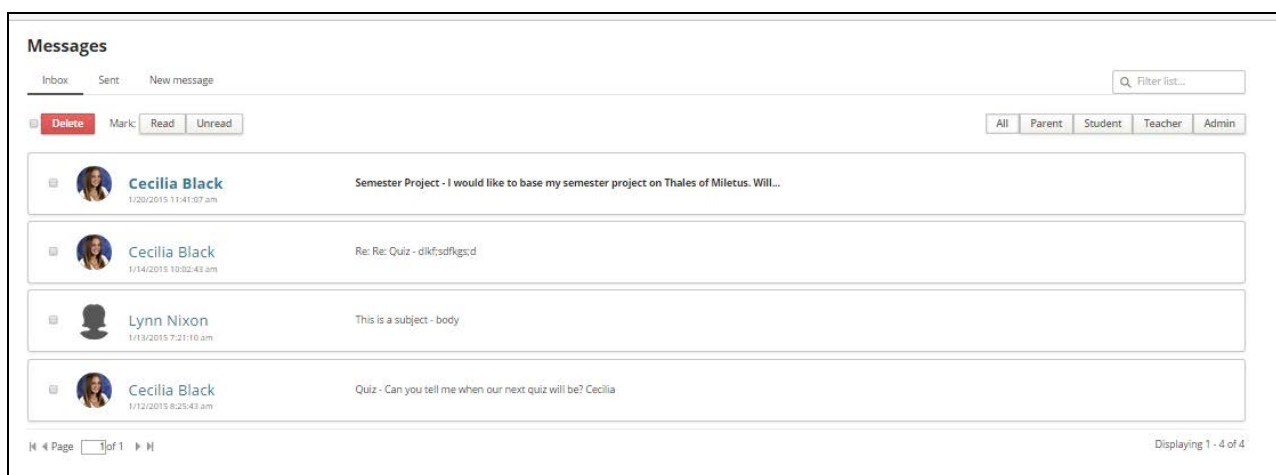 Messages
Inbox Sent New message Filter list...
Delete Mark: Read Unread All Parent Student Teacher Admin
Cecilia Black Semester Project - I would like to base my semester project on Thales of Miletus. Will...
1/20/2015 11:41:07 am
Cecilia Black Re: Re: Quiz - dlkf;sdfkgs;d
1/14/2015 10:02:43 am
Lynn Nixon This is a subject - body
1/13/2015 7:21:10 am
Cecilia Black Quiz - Can you tell me when our next quiz will be? Cecilia
1/12/2015 8:25:43 am
Page 1 of 1 Displaying 1 - 4 of 4